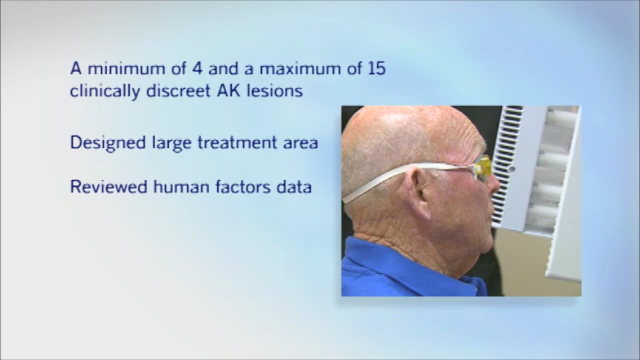 A minimum of 4 and a maximum of 15
clinically discreet AK lesions
Designed large treatment area
Reviewed human factors data